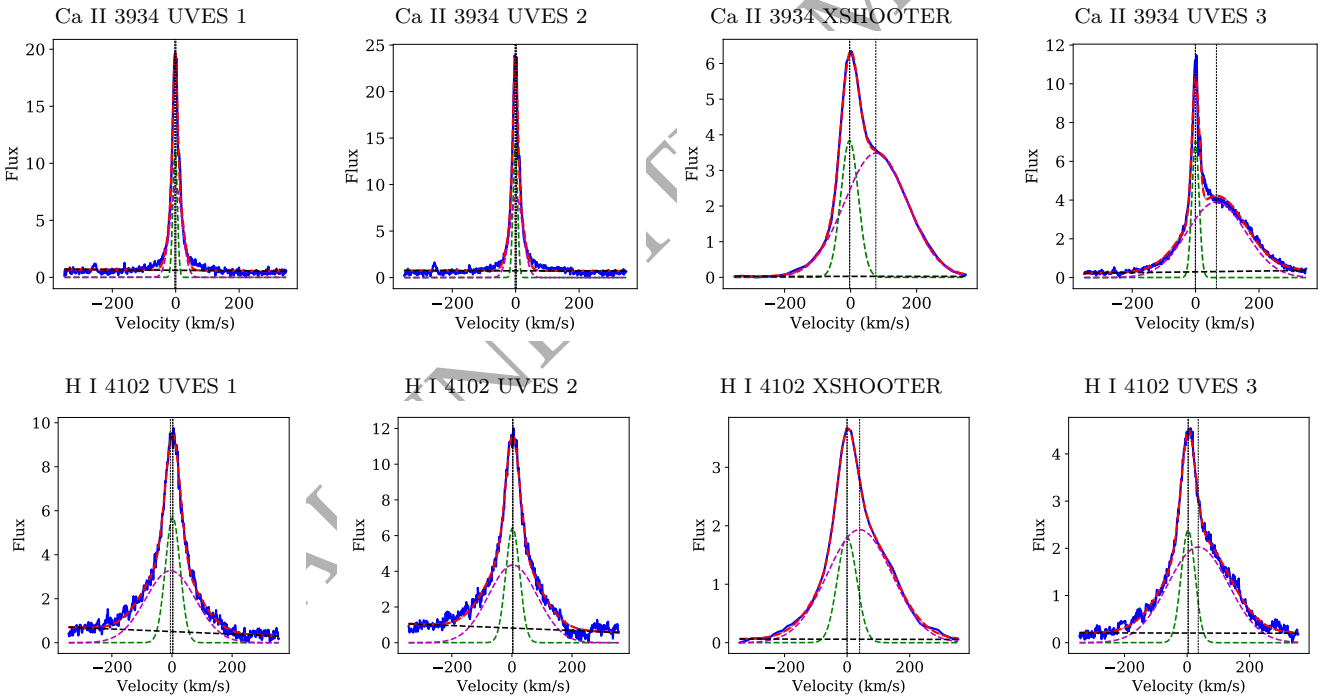 Ca II 3934 UVES 1
Ca II 3934 UVES 2
Ca II 3934 XSHOOTER
Ca II 3934 UVES 3
20
15
10
5
0
Flux
−200
0
200
Velocity (km/s)
25
20
15
10
5
0
Flux
−200
0
200
Velocity (km/s)
6
5
4
3
2
1
0
Flux
−200
0
200
Velocity (km/s)
12
10
8
6
4
2
0
Flux
−200
0
200
Velocity (km/s)
H I 4102 UVES 1
H I 4102 UVES 2
H I 4102 XSHOOTER
H I 4102 UVES 3
10
8
6
4
2
0
Flux
−200
0
200
Velocity (km/s)
12
10
8
6
4
2
0
Flux
−200
0
200
Velocity (km/s)
3
2
1
0
Flux
−200
0
200
Velocity (km/s)
4
3
2
1
0
Flux
−200
0
200
Velocity (km/s)